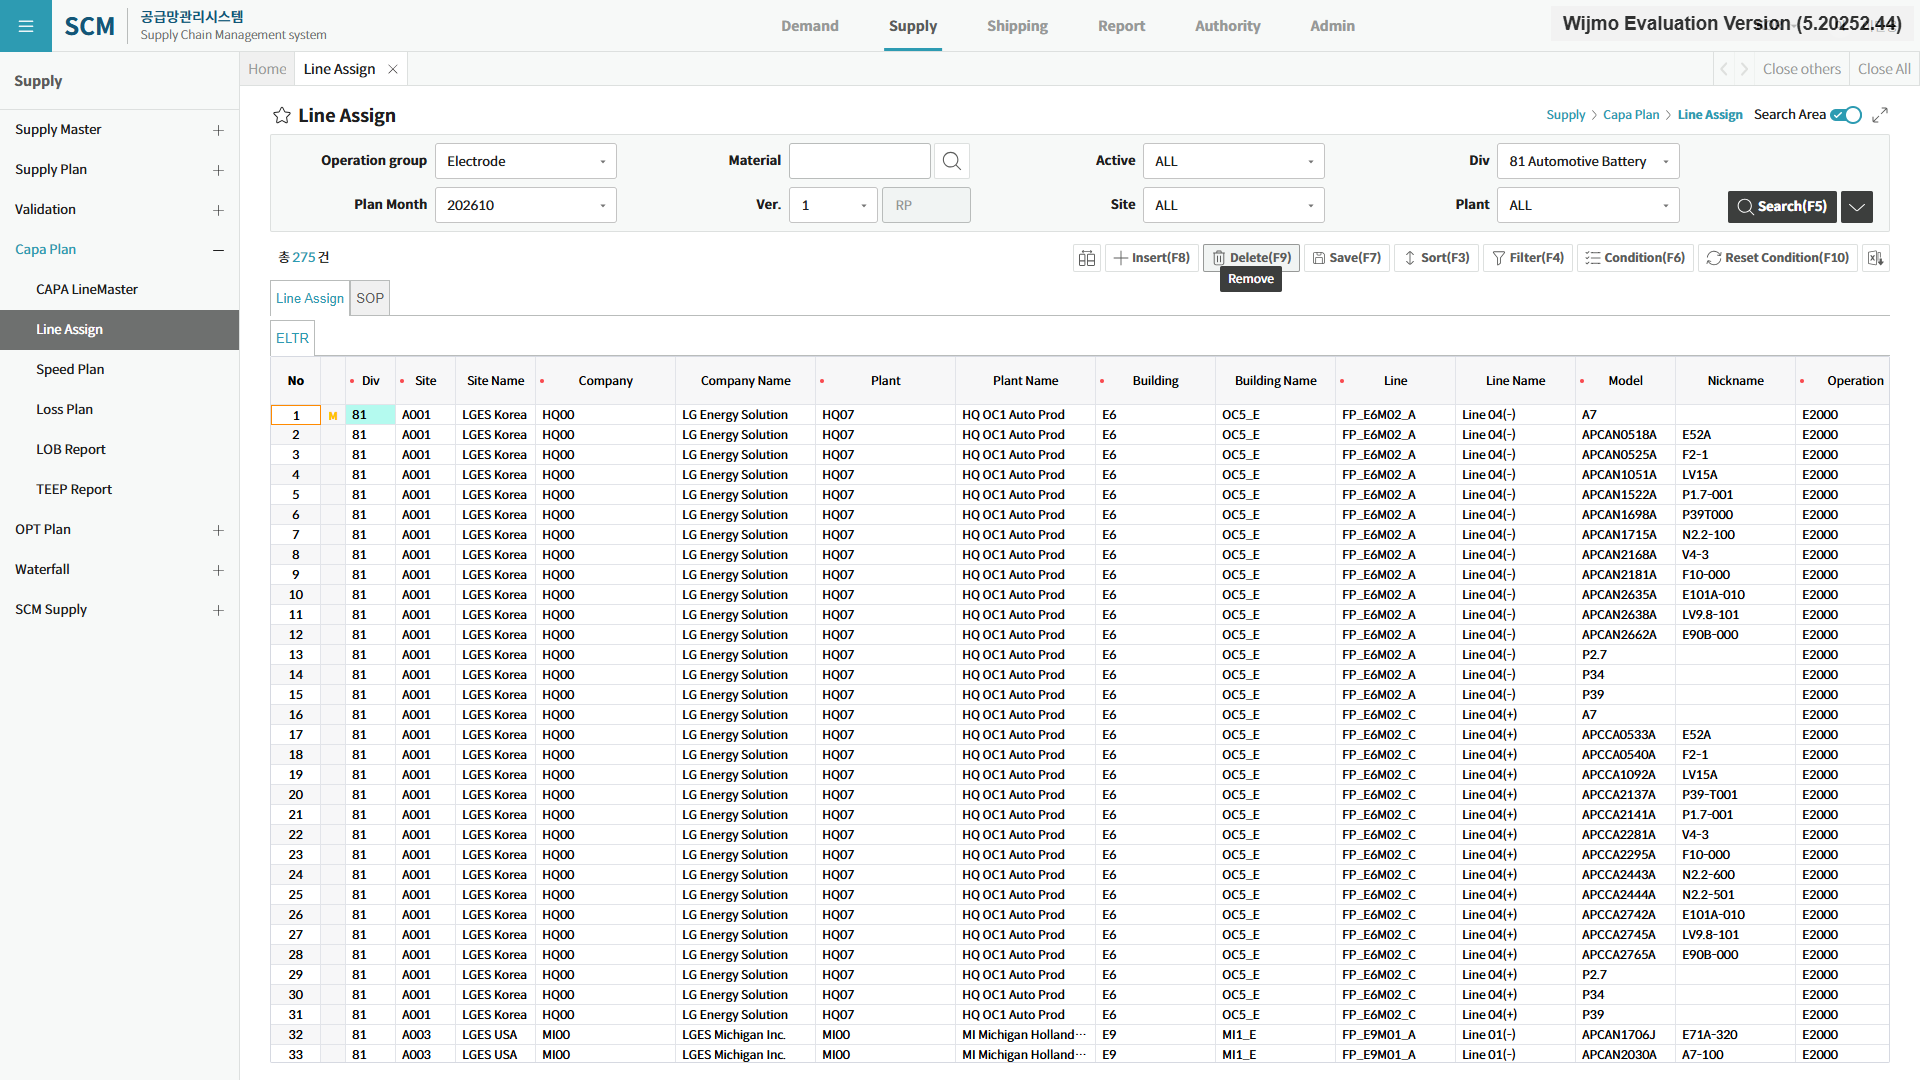 SCM 공급망관리시스템 Supply Chain Management system
Demand Supply Shipping Report Authority Admin
Wijmo Evaluation Version (5.20252.44)
Supply
Home Line Assign
Close others Close All
Supply Master
Supply Plan
Validation
Capa Plan
CAPA LineMaster
Line Assign
Speed Plan
Loss Plan
LOB Report
TEEP Report
OPT Plan
Waterfall
SCM Supply
Line Assign
Supply > Capa Plan > Line Assign Search Area
Operation group Electrode Material Active ALL Div 81 Automotive Battery
Plan Month 202610 Ver. 1 RP Site ALL Plant ALL Search(F5)
총 275 건
Insert(F8) Delete(F9) Save(F7) Sort(F3) Filter(F4) Condition(F6) Reset Condition(F10)
Remove
Line Assign SOP
ELTR
No Div Site Site Name Company Company Name Plant Plant Name Building Building Name Line Line Name Model Nickname Operation
1 M 81 A001 LGES Korea HQ00 LG Energy Solution HQ07 HQ OC1 Auto Prod E6 OC5_E FP_E6M02_A Line 04(-) A7 E2000
2 81 A001 LGES Korea HQ00 LG Energy Solution HQ07 HQ OC1 Auto Prod E6 OC5_E FP_E6M02_A Line 04(-) APCAN0518A E52A E2000
3 81 A001 LGES Korea HQ00 LG Energy Solution HQ07 HQ OC1 Auto Prod E6 OC5_E FP_E6M02_A Line 04(-) APCAN0525A F2-1 E2000
4 81 A001 LGES Korea HQ00 LG Energy Solution HQ07 HQ OC1 Auto Prod E6 OC5_E FP_E6M02_A Line 04(-) APCAN1051A LV15A E2000
5 81 A001 LGES Korea HQ00 LG Energy Solution HQ07 HQ OC1 Auto Prod E6 OC5_E FP_E6M02_A Line 04(-) APCAN1522A P1.7-001 E2000
6 81 A001 LGES Korea HQ00 LG Energy Solution HQ07 HQ OC1 Auto Prod E6 OC5_E FP_E6M02_A Line 04(-) APCAN1698A P39T000 E2000
7 81 A001 LGES Korea HQ00 LG Energy Solution HQ07 HQ OC1 Auto Prod E6 OC5_E FP_E6M02_A Line 04(-) APCAN1715A N2.2-100 E2000
8 81 A001 LGES Korea HQ00 LG Energy Solution HQ07 HQ OC1 Auto Prod E6 OC5_E FP_E6M02_A Line 04(-) APCAN2168A V4-3 E2000
9 81 A001 LGES Korea HQ00 LG Energy Solution HQ07 HQ OC1 Auto Prod E6 OC5_E FP_E6M02_A Line 04(-) APCAN2181A F10-000 E2000
10 81 A001 LGES Korea HQ00 LG Energy Solution HQ07 HQ OC1 Auto Prod E6 OC5_E FP_E6M02_A Line 04(-) APCAN2635A E101A-010 E2000
11 81 A001 LGES Korea HQ00 LG Energy Solution HQ07 HQ OC1 Auto Prod E6 OC5_E FP_E6M02_A Line 04(-) APCAN2638A LV9.8-101 E2000
12 81 A001 LGES Korea HQ00 LG Energy Solution HQ07 HQ OC1 Auto Prod E6 OC5_E FP_E6M02_A Line 04(-) APCAN2662A E90B-000 E2000
13 81 A001 LGES Korea HQ00 LG Energy Solution HQ07 HQ OC1 Auto Prod E6 OC5_E FP_E6M02_A Line 04(-) P2.7 E2000
14 81 A001 LGES Korea HQ00 LG Energy Solution HQ07 HQ OC1 Auto Prod E6 OC5_E FP_E6M02_A Line 04(-) P34 E2000
15 81 A001 LGES Korea HQ00 LG Energy Solution HQ07 HQ OC1 Auto Prod E6 OC5_E FP_E6M02_A Line 04(-) P39 E2000
16 81 A001 LGES Korea HQ00 LG Energy Solution HQ07 HQ OC1 Auto Prod E6 OC5_E FP_E6M02_C Line 04(+) A7 E2000
17 81 A001 LGES Korea HQ00 LG Energy Solution HQ07 HQ OC1 Auto Prod E6 OC5_E FP_E6M02_C Line 04(+) APCCA0533A E52A E2000
18 81 A001 LGES Korea HQ00 LG Energy Solution HQ07 HQ OC1 Auto Prod E6 OC5_E FP_E6M02_C Line 04(+) APCCA0540A F2-1 E2000
19 81 A001 LGES Korea HQ00 LG Energy Solution HQ07 HQ OC1 Auto Prod E6 OC5_E FP_E6M02_C Line 04(+) APCCA1092A LV15A E2000
20 81 A001 LGES Korea HQ00 LG Energy Solution HQ07 HQ OC1 Auto Prod E6 OC5_E FP_E6M02_C Line 04(+) APCCA2137A P39-T001 E2000
21 81 A001 LGES Korea HQ00 LG Energy Solution HQ07 HQ OC1 Auto Prod E6 OC5_E FP_E6M02_C Line 04(+) APCCA2141A P1.7-001 E2000
22 81 A001 LGES Korea HQ00 LG Energy Solution HQ07 HQ OC1 Auto Prod E6 OC5_E FP_E6M02_C Line 04(+) APCCA2281A V4-3 E2000
23 81 A001 LGES Korea HQ00 LG Energy Solution HQ07 HQ OC1 Auto Prod E6 OC5_E FP_E6M02_C Line 04(+) APCCA2295A F10-000 E2000
24 81 A001 LGES Korea HQ00 LG Energy Solution HQ07 HQ OC1 Auto Prod E6 OC5_E FP_E6M02_C Line 04(+) APCCA2443A N2.2-600 E2000
25 81 A001 LGES Korea HQ00 LG Energy Solution HQ07 HQ OC1 Auto Prod E6 OC5_E FP_E6M02_C Line 04(+) APCCA2444A N2.2-501 E2000
26 81 A001 LGES Korea HQ00 LG Energy Solution HQ07 HQ OC1 Auto Prod E6 OC5_E FP_E6M02_C Line 04(+) APCCA2742A E101A-010 E2000
27 81 A001 LGES Korea HQ00 LG Energy Solution HQ07 HQ OC1 Auto Prod E6 OC5_E FP_E6M02_C Line 04(+) APCCA2745A LV9.8-101 E2000
28 81 A001 LGES Korea HQ00 LG Energy Solution HQ07 HQ OC1 Auto Prod E6 OC5_E FP_E6M02_C Line 04(+) APCCA2765A E90B-000 E2000
29 81 A001 LGES Korea HQ00 LG Energy Solution HQ07 HQ OC1 Auto Prod E6 OC5_E FP_E6M02_C Line 04(+) P2.7 E2000
30 81 A001 LGES Korea HQ00 LG Energy Solution HQ07 HQ OC1 Auto Prod E6 OC5_E FP_E6M02_C Line 04(+) P34 E2000
31 81 A001 LGES Korea HQ00 LG Energy Solution HQ07 HQ OC1 Auto Prod E6 OC5_E FP_E6M02_C Line 04(+) P39 E2000
32 81 A003 LGES USA MI00 LGES Michigan Inc. MI00 MI Michigan Holland··· E9 MI1_E FP_E9M01_A Line 01(-) APCAN1706J E71A-320 E2000
33 81 A003 LGES USA MI00 LGES Michigan Inc. MI00 MI Michigan Holland··· E9 MI1_E FP_E9M01_A Line 01(-) APCAN2030A A7-100 E2000